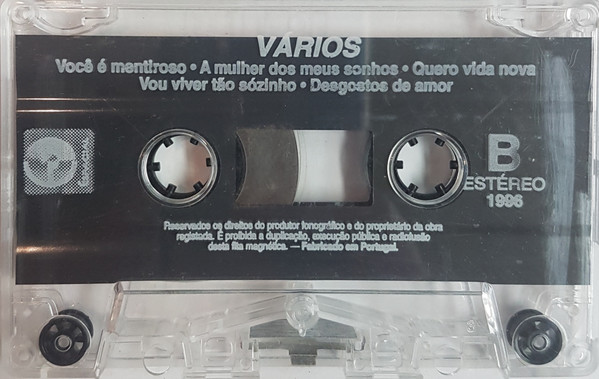 VÁRIOS
Você é mentiroso • A mulher dos meus sonhos • Quero vida nova
Vou viver tão sózinho • Desgostos de amor
B
ESTÉREO
1996
Reservados os direitos do produtor fonográfico e do proprietário da obra
registada. É proibida a duplicação, execução pública e radiofusão
desta fita magnética. — Fabricado em Portugal.